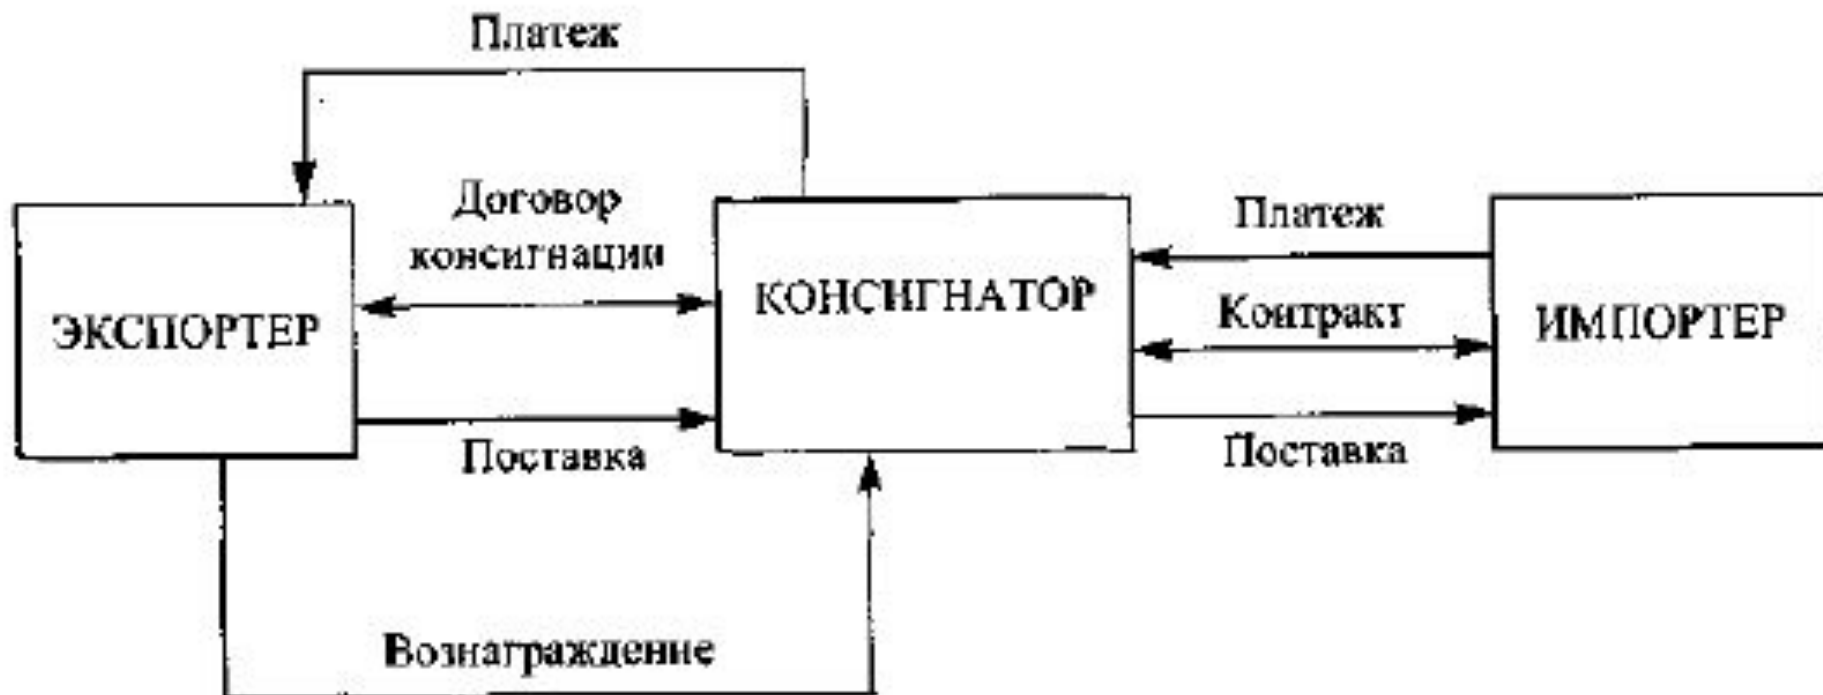 Платеж
Договор
консигнации
Платеж
ЭКСПОРТЕР
КОНСИГНАТОР
Контракт
ИМПОРТЕР
Поставка
Поставка
Вознаграждение